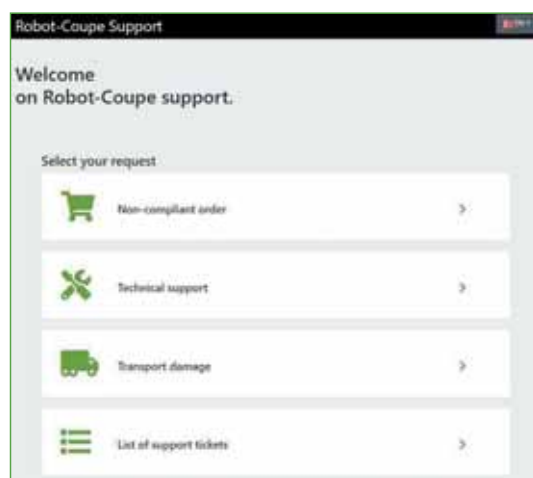 Robot-Coupe Support
Welcome
on Robot-Coupe support.
Select your request
Non-compliant order
Technical support
Transport damage
List of support tickets